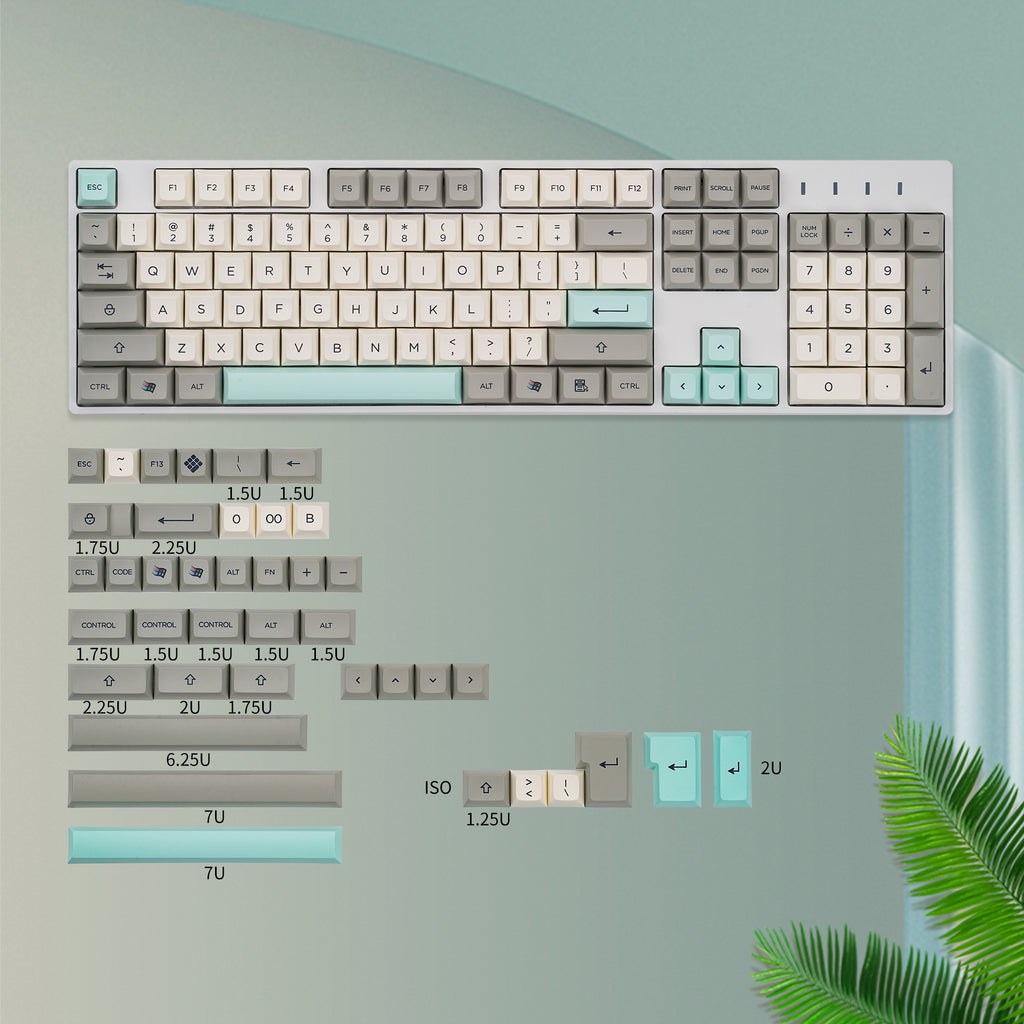 ESC F1 F2 F3 F4 F5 F6 F7 F8 F9 F10 F11 F12 PRINT SCROLL PAUSE
~ ` ! 1 @ 2 # 3 $ 4 % 5 ^ 6 & 7 * 8 ( 9 ) 0 _ - = + ← INSERT HOME PGUP NUM LOCK ÷ × −
Q W E R T Y U I O P { [ } ] | \ DELETE END PGDN 7 8 9 +
A S D F G H J K L : ; " ' 4 5 6
⇧ Z X C V B N M < , > . ? / ⇧ 1 2 3
CTRL ALT ALT CTRL 0 .
ESC ~ ` F13 | \ ←
1.5U 1.5U
0 00 B
1.75U 2.25U
CTRL CODE ALT FN + −
CONTROL CONTROL CONTROL ALT ALT
1.75U 1.5U 1.5U 1.5U 1.5U
⇧ ⇧ ⇧
2.25U 2U 1.75U
6.25U
ISO ⇧ > < | \ 2U
1.25U
7U
7U